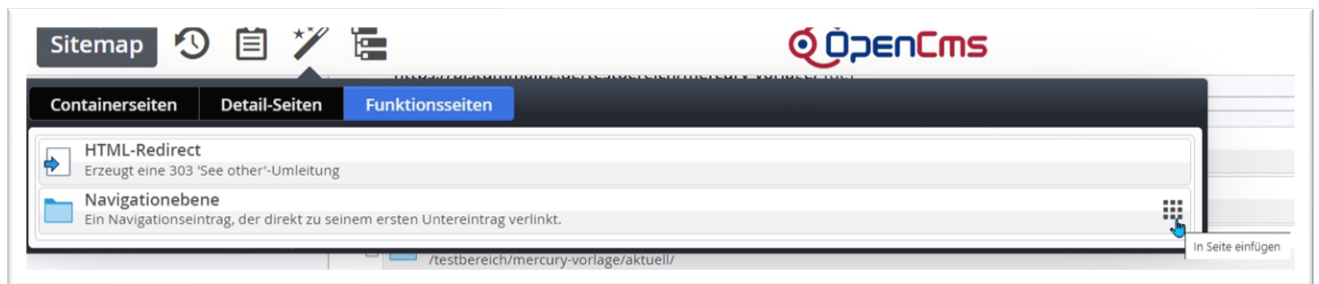 Sitemap
OpenCms
Containerseiten Detail-Seiten Funktionsseiten
HTML-Redirect
Erzeugt eine 303 'See other'-Umleitung
Navigationebene
Ein Navigationseintrag, der direkt zu seinem ersten Untereintrag verlinkt.
In Seite einfügen
/testbereich/mercury-vorlage/aktuell/